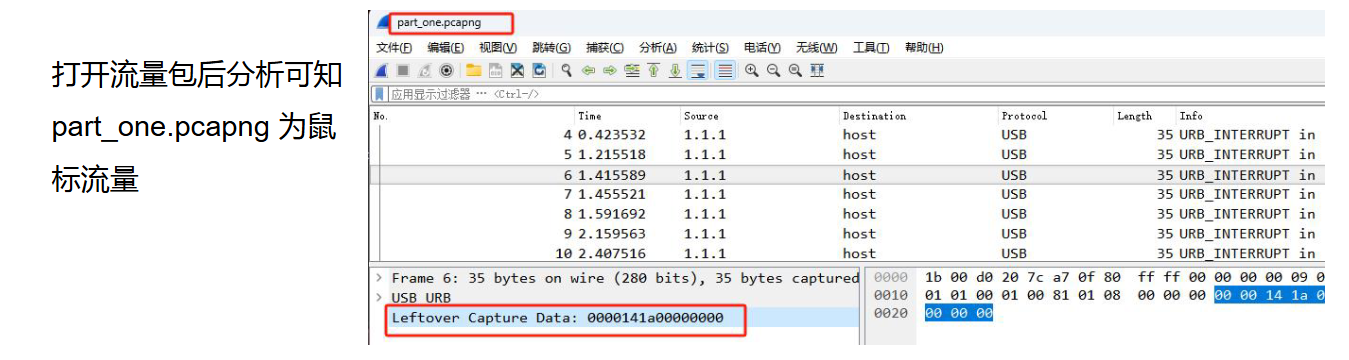 打开流量包后分析可知
part_one.pcapng 为鼠
标流量
part_one.pcapng
文件(F) 编辑(E) 视图(V) 跳转(G) 捕获(C) 分析(A) 统计(S) 电话(Y) 无线(W) 工具(T) 帮助(H)
应用显示过滤器 … <Ctrl-/>
No. Time Source Destination Protocol Length Info
4 0.423532 1.1.1 host USB 35 URB_INTERRUPT in
5 1.215518 1.1.1 host USB 35 URB_INTERRUPT in
6 1.415589 1.1.1 host USB 35 URB_INTERRUPT in
7 1.455521 1.1.1 host USB 35 URB_INTERRUPT in
8 1.591692 1.1.1 host USB 35 URB_INTERRUPT in
9 2.159563 1.1.1 host USB 35 URB_INTERRUPT in
10 2.407516 1.1.1 host USB 35 URB_INTERRUPT in
> Frame 6: 35 bytes on wire (280 bits), 35 bytes captured
> USB URB
Leftover Capture Data: 0000141a00000000
0000 1b 00 d0 20 7c a7 0f 80 ff ff 00 00 00 00 09 0
0010 01 01 00 01 00 81 01 08 00 00 00 00 00 14 1a 0
0020 00 00 00